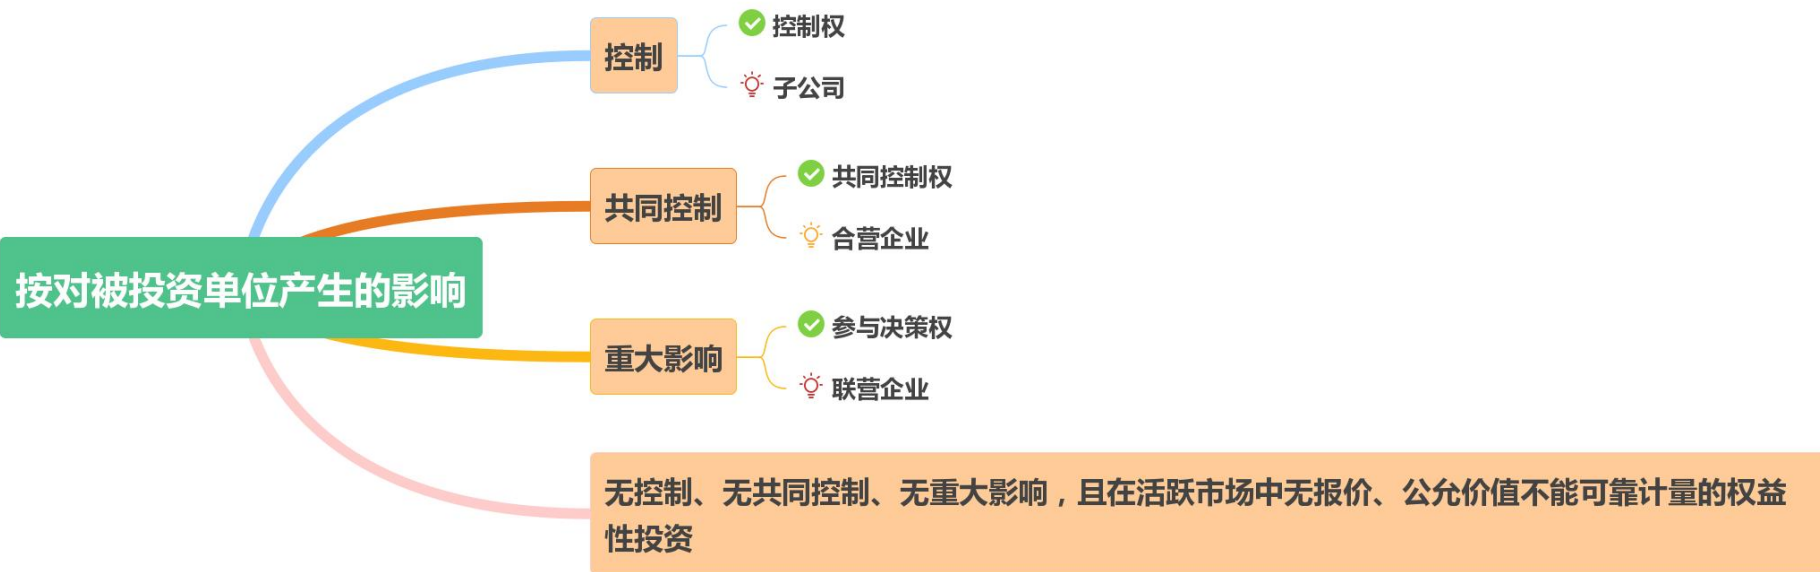 按对被投资单位产生的影响
控制
控制权
子公司
共同控制
共同控制权
合营企业
重大影响
参与决策权
联营企业
无控制、无共同控制、无重大影响，且在活跃市场中无报价、公允价值不能可靠计量的权益
性投资